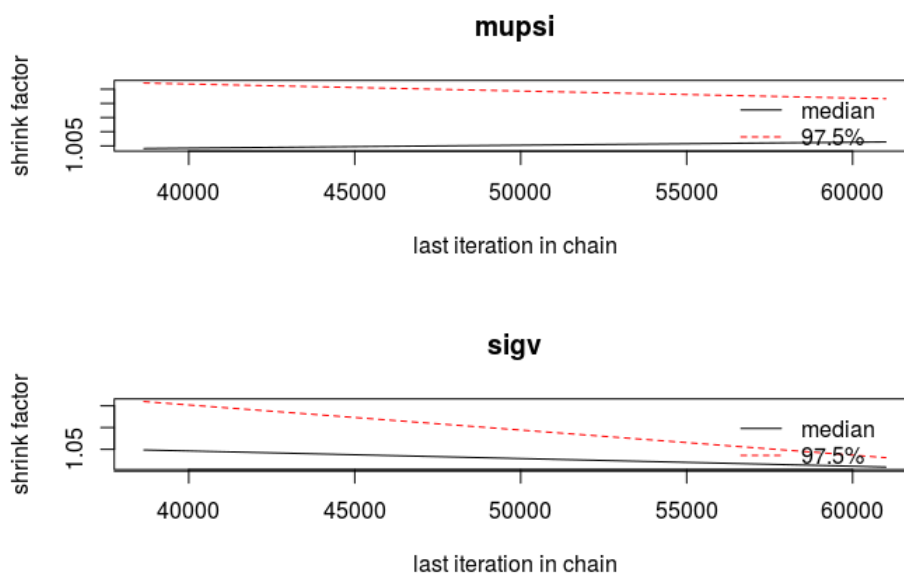 mupsi
shrink factor
1.005
median
97.5%
40000 45000 50000 55000 60000
last iteration in chain
sigv
shrink factor
1.05
median
97.5%
40000 45000 50000 55000 60000
last iteration in chain